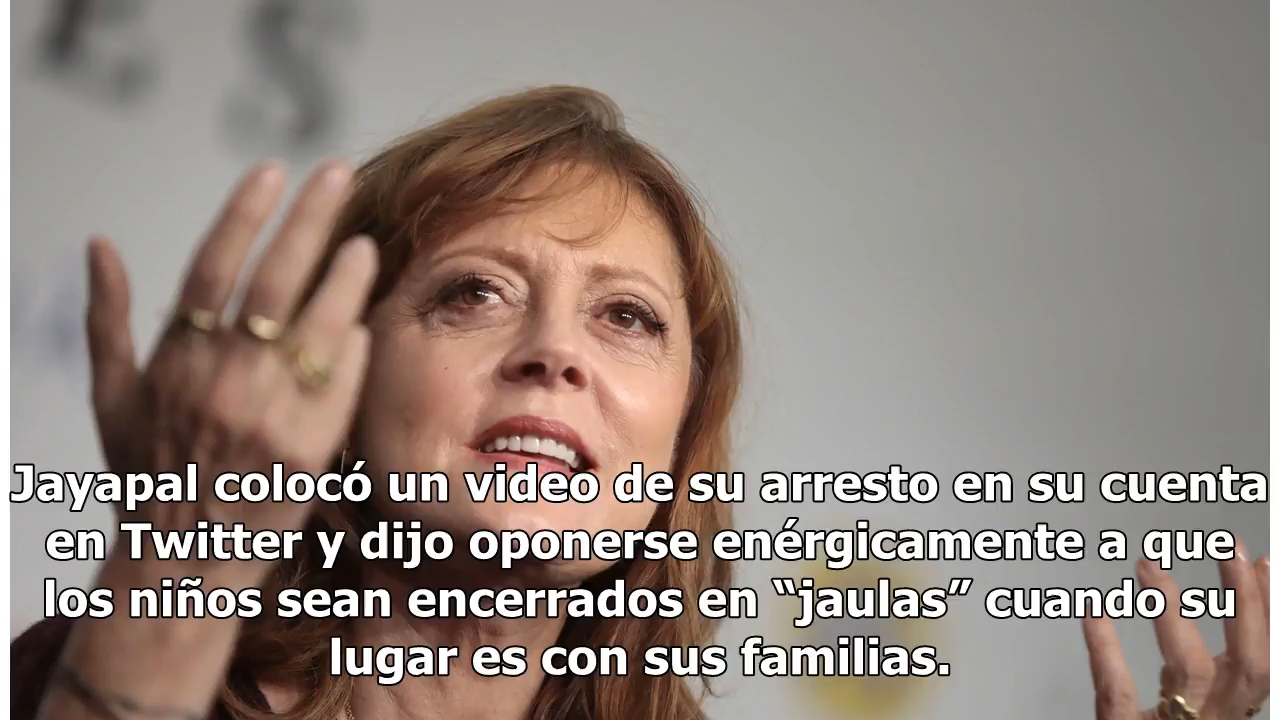 Jayapal colocó un video de su arresto en su cuenta
en Twitter y dijo oponerse enérgicamente a que
los niños sean encerrados en “jaulas” cuando su
lugar es con sus familias.